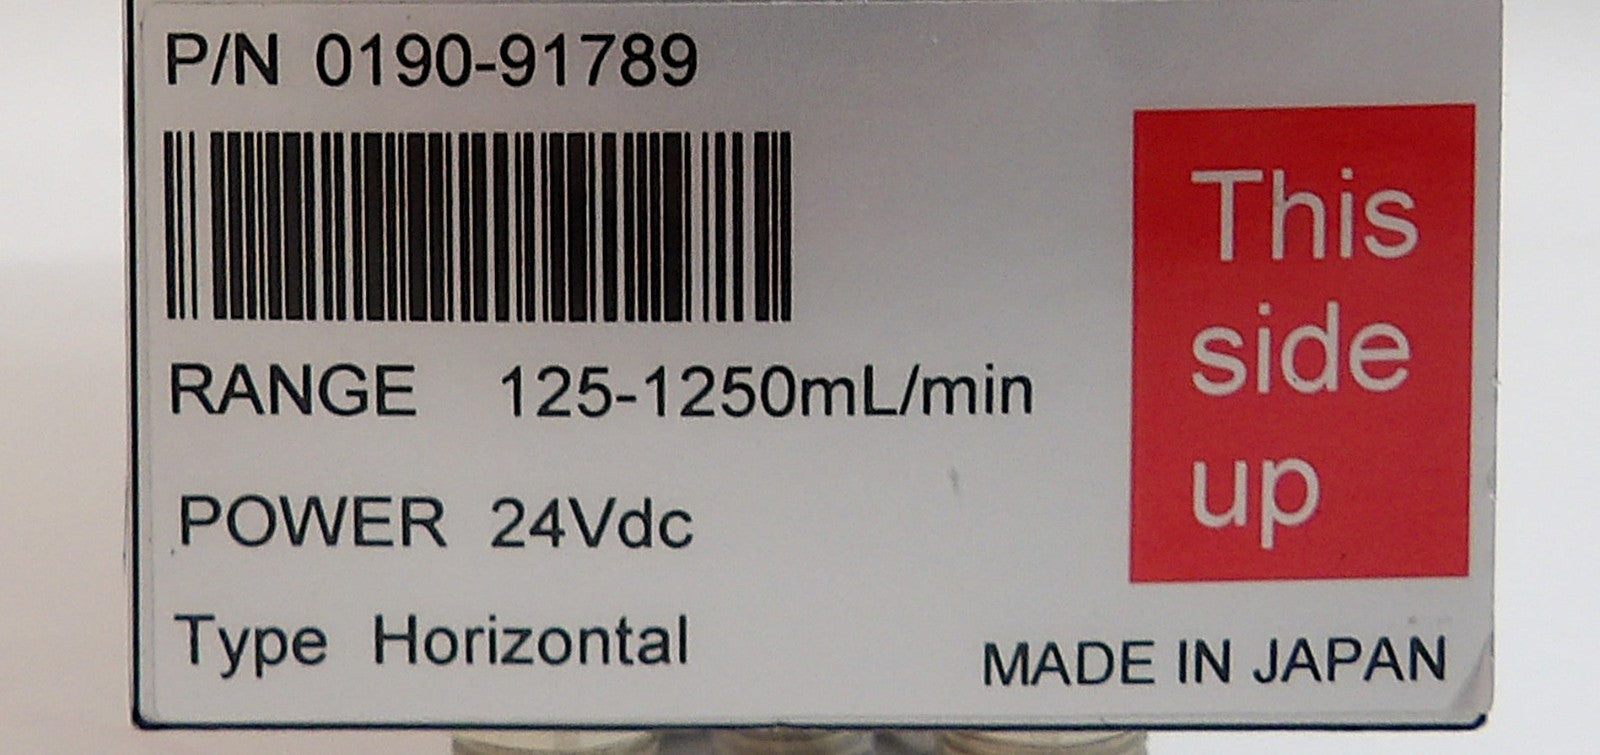 P/N 0190-91789
RANGE 125-1250mL/min
POWER 24Vdc
Type Horizontal
This
side
up
MADE IN JAPAN